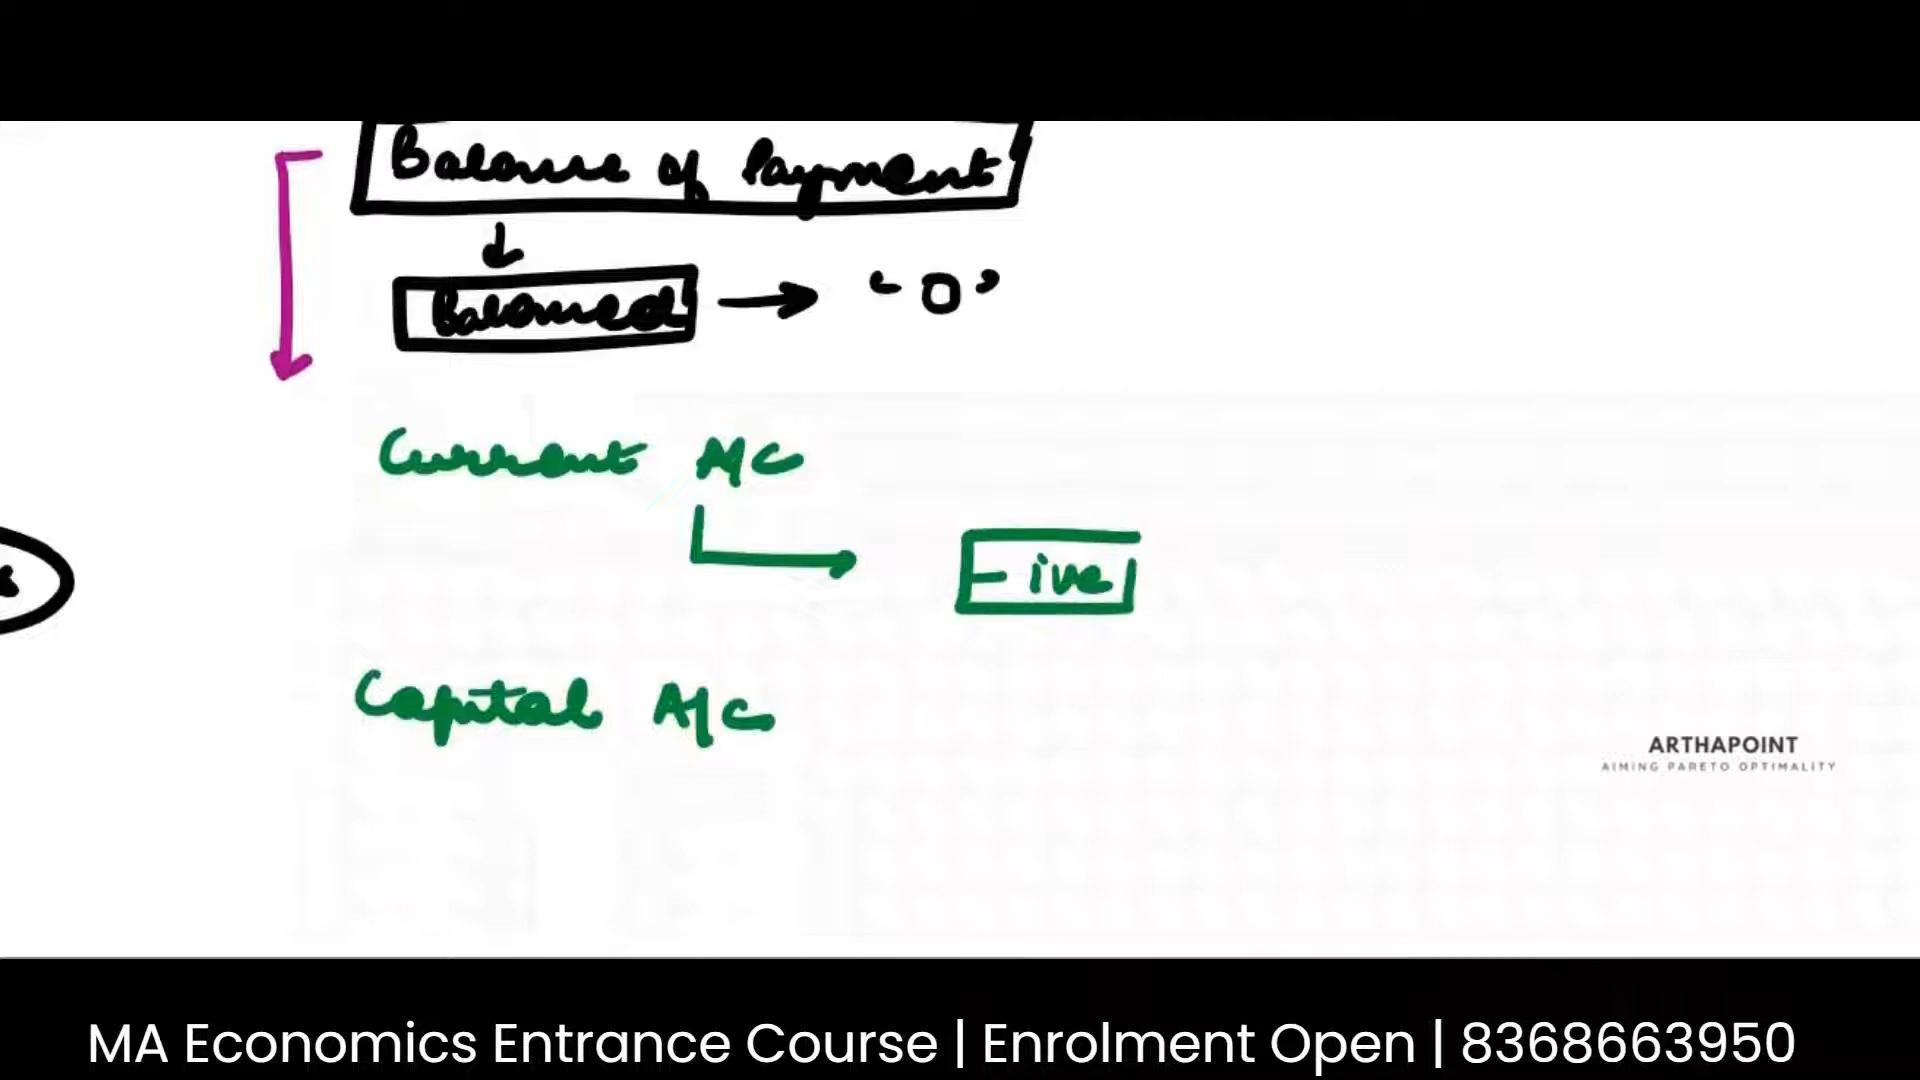 Balance of Payment
Balanced → "0"
Current A/C
-ive
Capital A/C
ARTHAPOINT
AIMING PARETO OPTIMALITY
MA Economics Entrance Course | Enrolment Open | 8368663950